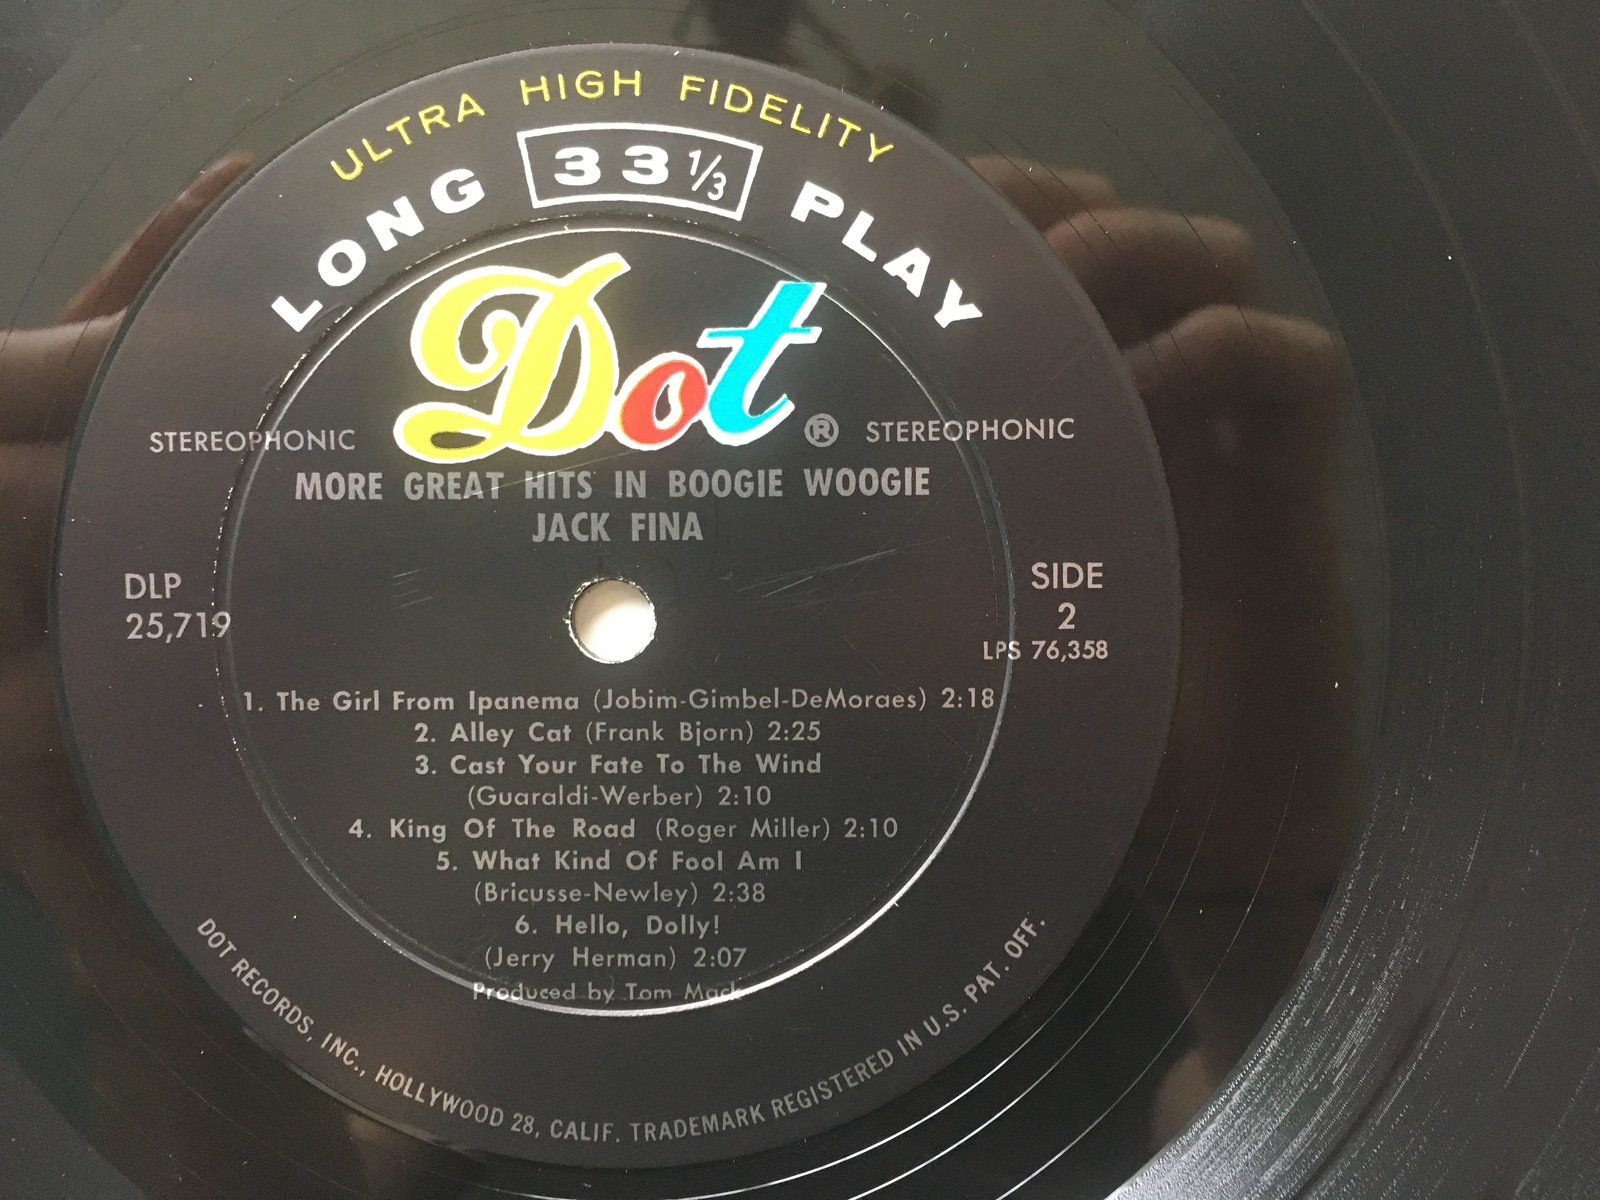 ULTRA HIGH FIDELITY
LONG 33 1/3 PLAY
Dot ®
STEREOPHONIC STEREOPHONIC
MORE GREAT HITS IN BOOGIE WOOGIE
JACK FINA
DLP
25,719
SIDE
2
LPS 76,358
1. The Girl From Ipanema (Jobim-Gimbel-DeMoraes) 2:18
2. Alley Cat (Frank Bjorn) 2:25
3. Cast Your Fate To The Wind
(Guaraldi-Werber) 2:10
4. King Of The Road (Roger Miller) 2:10
5. What Kind Of Fool Am I
(Bricusse-Newley) 2:38
6. Hello, Dolly!
(Jerry Herman) 2:07
Produced by Tom Mack
DOT RECORDS, INC., HOLLYWOOD 28, CALIF. TRADEMARK REGISTERED IN U.S. PAT. OFF.